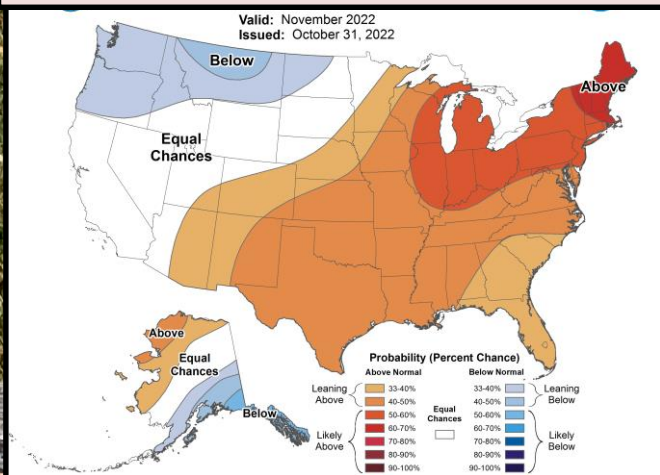 Valid: November 2022
Issued: October 31, 2022
Below
Above
Equal
Chances
Above
Equal
Chances
Below
Probability (Percent Chance)
Above Normal Below Normal
Leaning
Above
33-40%
40-50%
Likely
Above
50-60%
60-70%
70-80%
80-90%
90-100%
Equal
Chances
33-40%
40-50%
Leaning
Below
50-60%
60-70%
70-80%
80-90%
90-100%
Likely
Below